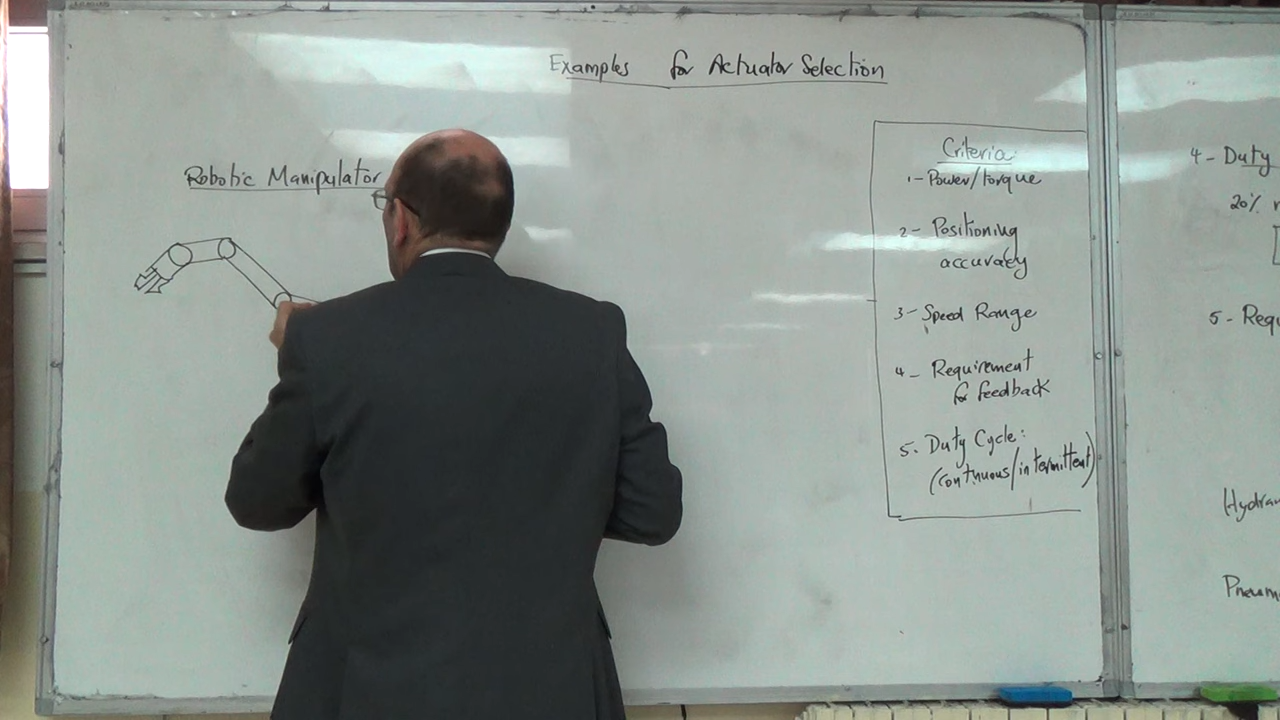 Examples for Actuator Selection
Robotic Manipulator
Criteria:
1- Power/torque
2- Positioning
accuracy
3- Speed Range
4- Requirement
for feedback
5. Duty Cycle:
(continuous/intermittent)
4- Duty
20%
5- Requ
Hydrau
Pneum